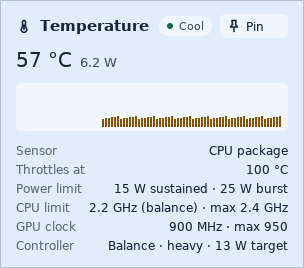 Temperature
Cool
Pin
57 °C 6.2 W
Sensor CPU package
Throttles at 100 °C
Power limit 15 W sustained · 25 W burst
CPU limit 2.2 GHz (balance) · max 2.4 GHz
GPU clock 900 MHz · max 950
Controller Balance · heavy · 13 W target